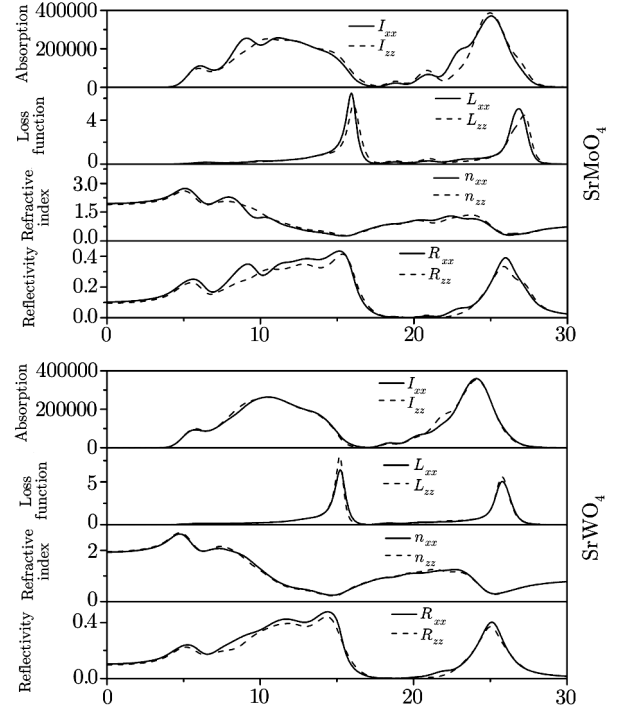 400000
200000
0
Absorption
I_xx
I_zz
4
0
Loss
function
L_xx
L_zz
3.0
1.5
0.0
Refractive
index
n_xx
n_zz
0.4
0.2
0.0
Reflectivity
R_xx
R_zz
0
10
20
30
SrMoO4
400000
200000
0
Absorption
I_xx
I_zz
5
0
Loss
function
L_xx
L_zz
2
0
Refractive
index
n_xx
n_zz
0.4
0.0
Reflectivity
R_xx
R_zz
0
10
20
30
SrWO4